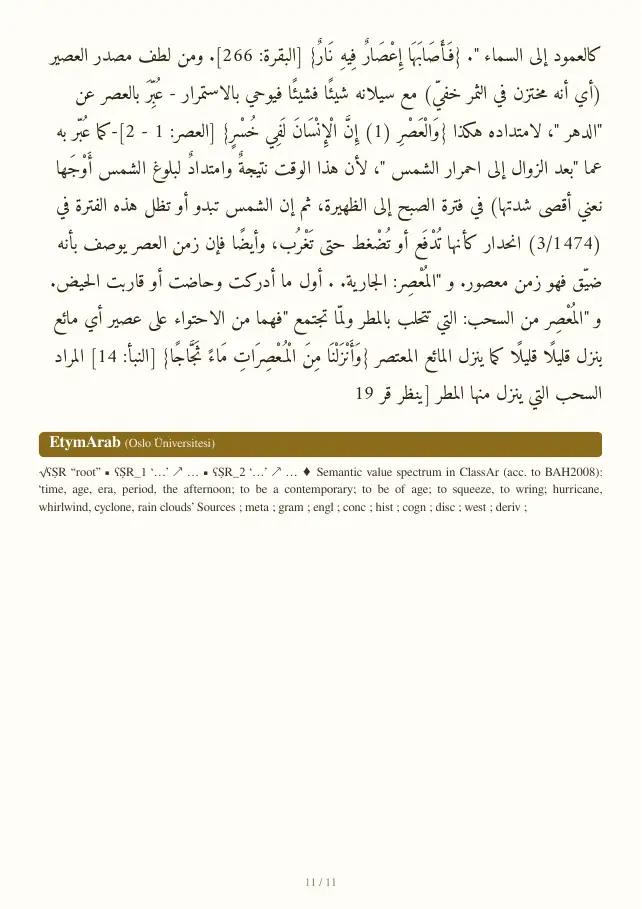 كالعمود إلى السماء ". {فَأَصَابَهَا إِعْصَارٌ فِيهِ نَارٌ} [البقرة: 266]. ومن لطف مصدر العصير
(أي أنه مختزن في الثمر خفيّ) مع سيلانه شيئًا فشيئًا فيوحي بالاستمرار - عُبِّرَ بالعصر عن
"الدهر "، لامتداده هكذا {وَالْعَصْرِ (1) إِنَّ الْإِنْسَانَ لَفِي خُسْرٍ} [العصر: 1 - 2]-كما عُبّر به
عما "بعد الزوال إلى احمرار الشمس "، لأن هذا الوقت نتيجةٌ وامتدادٌ لبلوغ الشمس أَوْجَها
نعني أقصى شدتها) في فترة الصبح إلى الظهيرة، ثم إن الشمس تبدو أو تظل هذه الفترة في
(3/1474) انحدار كأنها تُدْفَع أو تُضْغط حتى تَغْرُب، وأيضًا فإن زمن العصر يوصف بأنه
ضيّق فهو زمن معصور. و "المُعْصِر: الجارية. . أول ما أدركت وحاضت أو قاربت الحيض.
و "المُعْصِر من السحب: التي تتحلب بالمطر ولمّا تجتمع "فهما من الاحتواء على عصير أي مائع
ينزل قليلًا قليلًا كما ينزل المائع المعتصر {وَأَنْزَلْنَا مِنَ الْمُعْصِرَاتِ مَاءً ثَجَّاجًا} [النبأ: 14] المراد
السحب التي ينزل منها المطر [ينظر قر 19
EtymArab (Oslo Üniversitesi)
√ʕṢR “root” ▪ ʕṢR_1 ‘…’ ↗ … ▪ ʕṢR_2 ‘…’ ↗ … ♦ Semantic value spectrum in ClassAr (acc. to BAH2008):
‘time, age, era, period, the afternoon; to be a contemporary; to be of age; to squeeze, to wring; hurricane,
whirlwind, cyclone, rain clouds’ Sources ; meta ; gram ; engl ; conc ; hist ; cogn ; disc ; west ; deriv ;
11 / 11